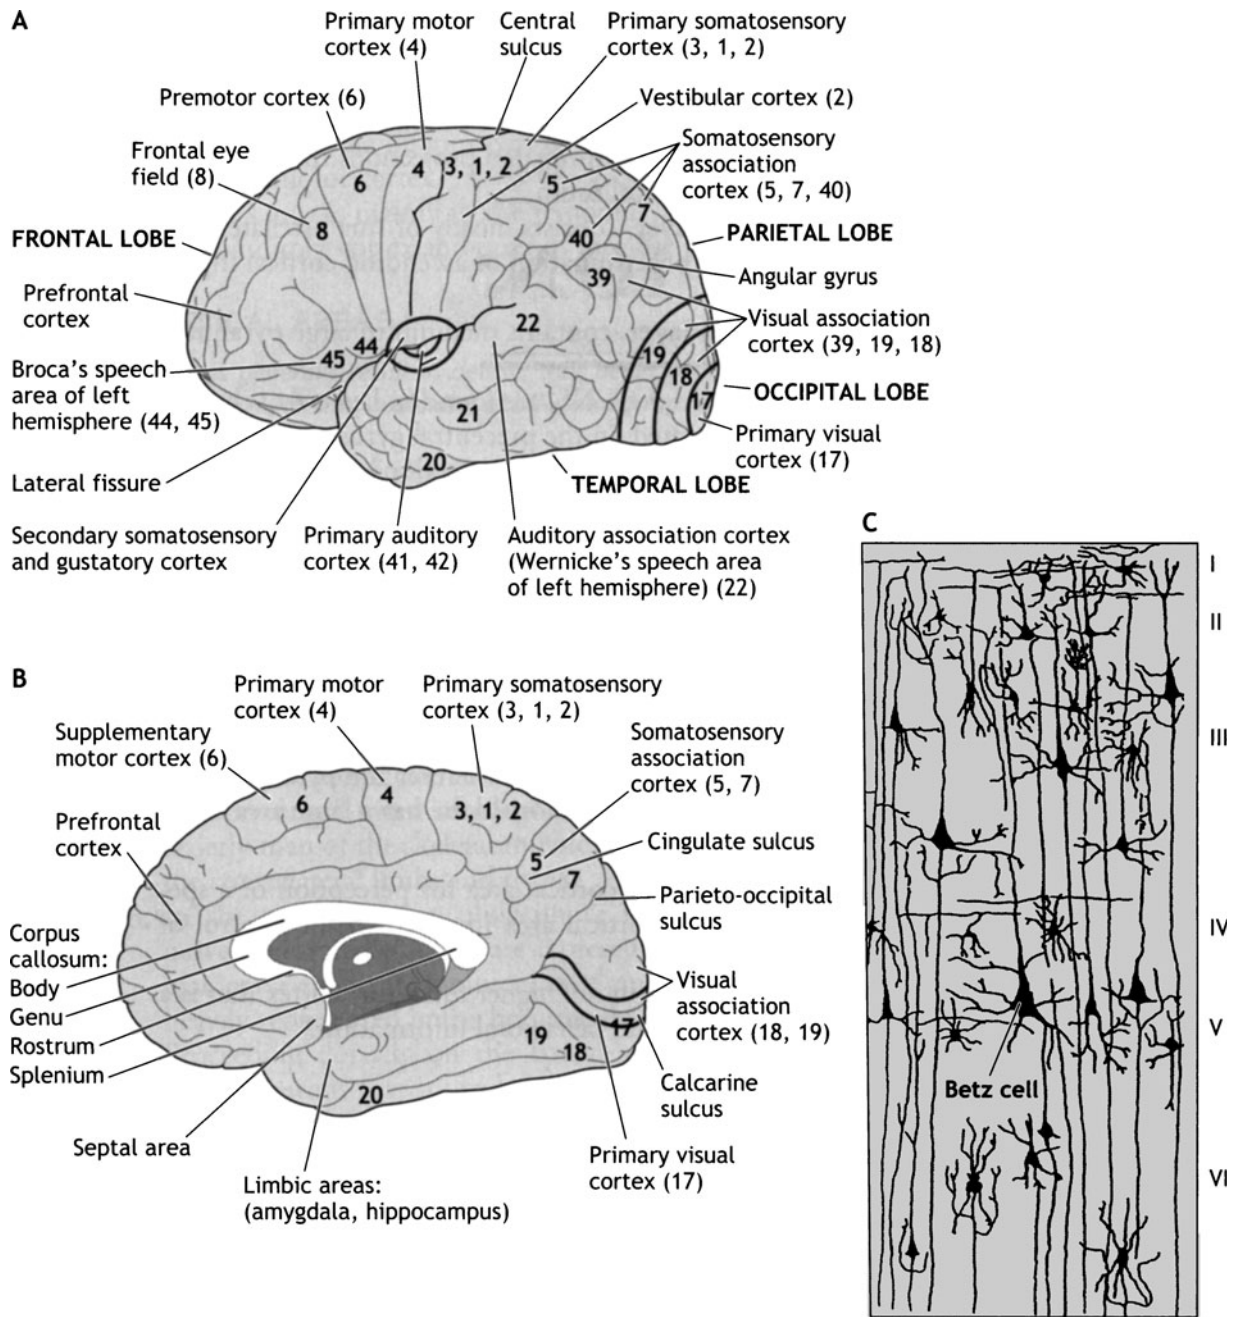 A
Primary motor
cortex (4)
Central
sulcus
Primary somatosensory
cortex (3, 1, 2)
Premotor cortex (6)
Vestibular cortex (2)
Frontal eye
field (8)
Somatosensory
association
cortex (5, 7, 40)
FRONTAL LOBE
PARIETAL LOBE
Prefrontal
cortex
Angular gyrus
Visual association
cortex (39, 19, 18)
Broca's speech
area of left
hemisphere (44, 45)
OCCIPITAL LOBE
Primary visual
cortex (17)
Lateral fissure
TEMPORAL LOBE
Secondary somatosensory
and gustatory cortex
Primary auditory
cortex (41, 42)
Auditory association cortex
(Wernicke's speech area
of left hemisphere) (22)
6
4
3, 1, 2
5
7
8
40
39
22
44
45
19
18
17
21
20
B
Primary motor
cortex (4)
Primary somatosensory
cortex (3, 1, 2)
Supplementary
motor cortex (6)
Somatosensory
association
cortex (5, 7)
Prefrontal
cortex
Cingulate sulcus
Parieto-occipital
sulcus
Corpus
callosum:
Body
Genu
Rostrum
Splenium
Visual
association
cortex (18, 19)
Calcarine
sulcus
Septal area
Primary visual
cortex (17)
Limbic areas:
(amygdala, hippocampus)
6
4
3, 1, 2
5
7
19
17
18
20
C
I
II
III
IV
V
Betz cell
VI